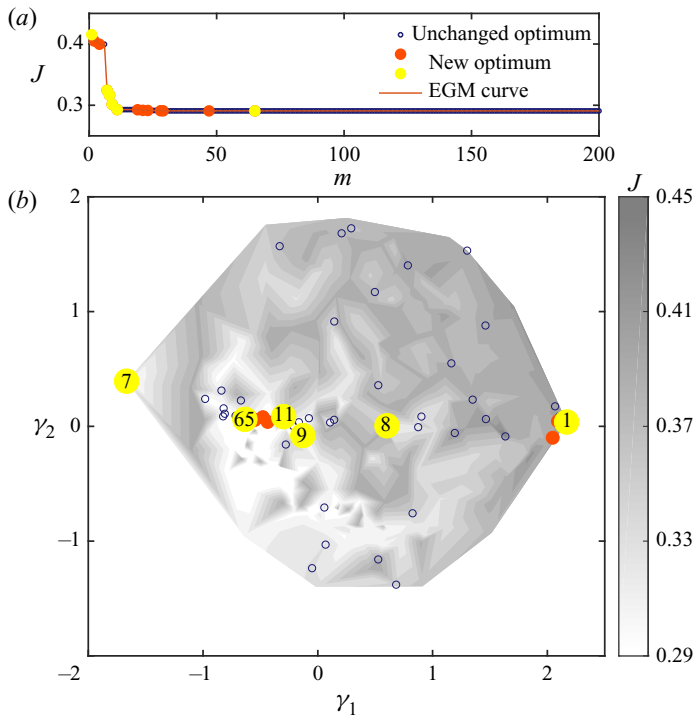 (a)
0.4
J
0.3
Unchanged optimum
New optimum
EGM curve
0 50 100 150 200
m
(b)
2
1
γ2
0
−1
−2
−2 −1 0 1 2
γ1
7
65
11
9
8
1
J
0.45
0.41
0.37
0.33
0.29